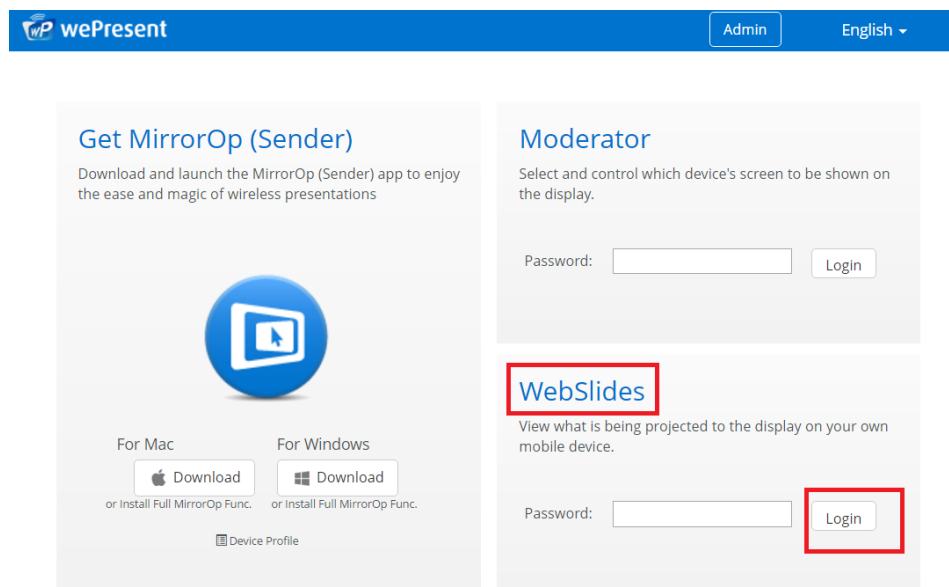 wP wePresent
Admin
English
Get MirrorOp (Sender)
Download and launch the MirrorOp (Sender) app to enjoy
the ease and magic of wireless presentations
For Mac
For Windows
Download
Download
or Install Full MirrorOp Func.
or Install Full MirrorOp Func.
Device Profile
Moderator
Select and control which device's screen to be shown on
the display.
Password:
Login
WebSlides
View what is being projected to the display on your own
mobile device.
Password:
Login